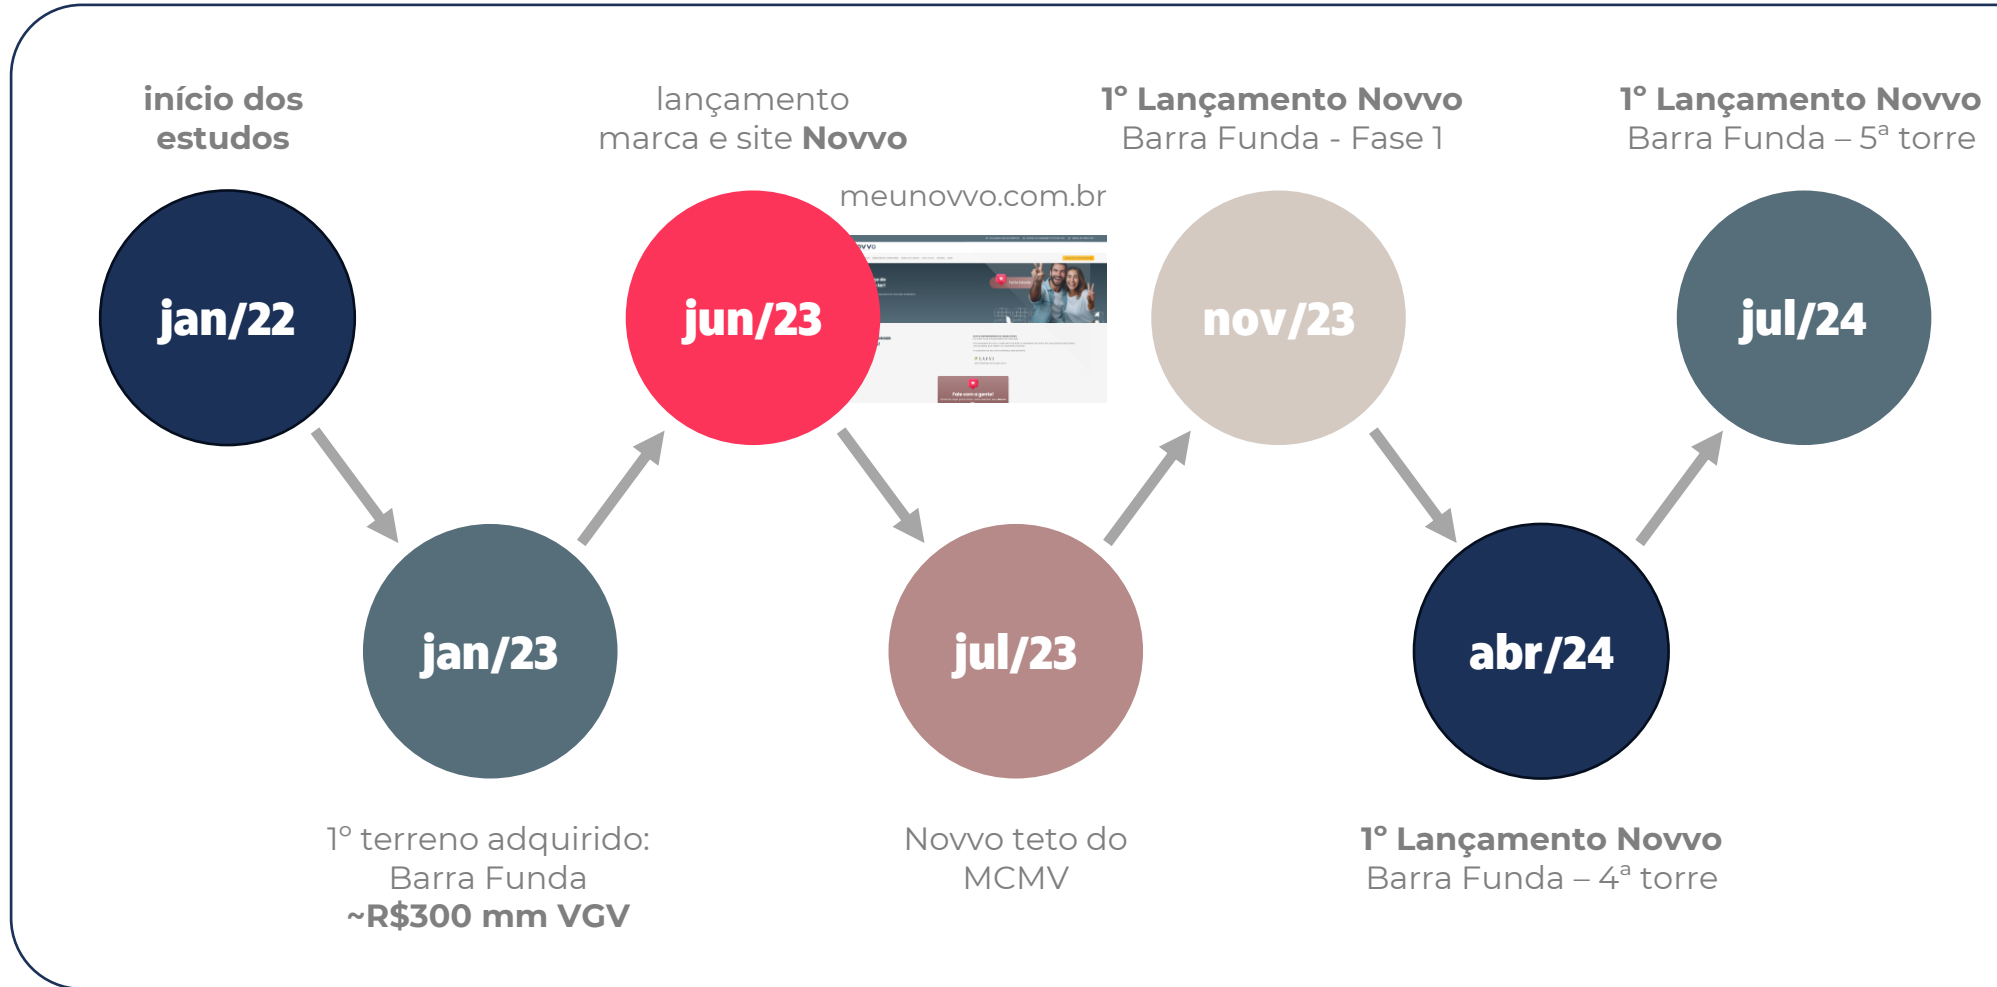 início dos
estudos
jan/22
1º terreno adquirido:
Barra Funda
~R$300 mm VGV
jan/23
lançamento
marca e site Novvo
meunovvo.com.br
jun/23
Fale com a gente!
Novvo teto do
MCMV
jul/23
1º Lançamento Novvo
Barra Funda - Fase 1
nov/23
1º Lançamento Novvo
Barra Funda – 4ª torre
abr/24
1º Lançamento Novvo
Barra Funda – 5ª torre
jul/24